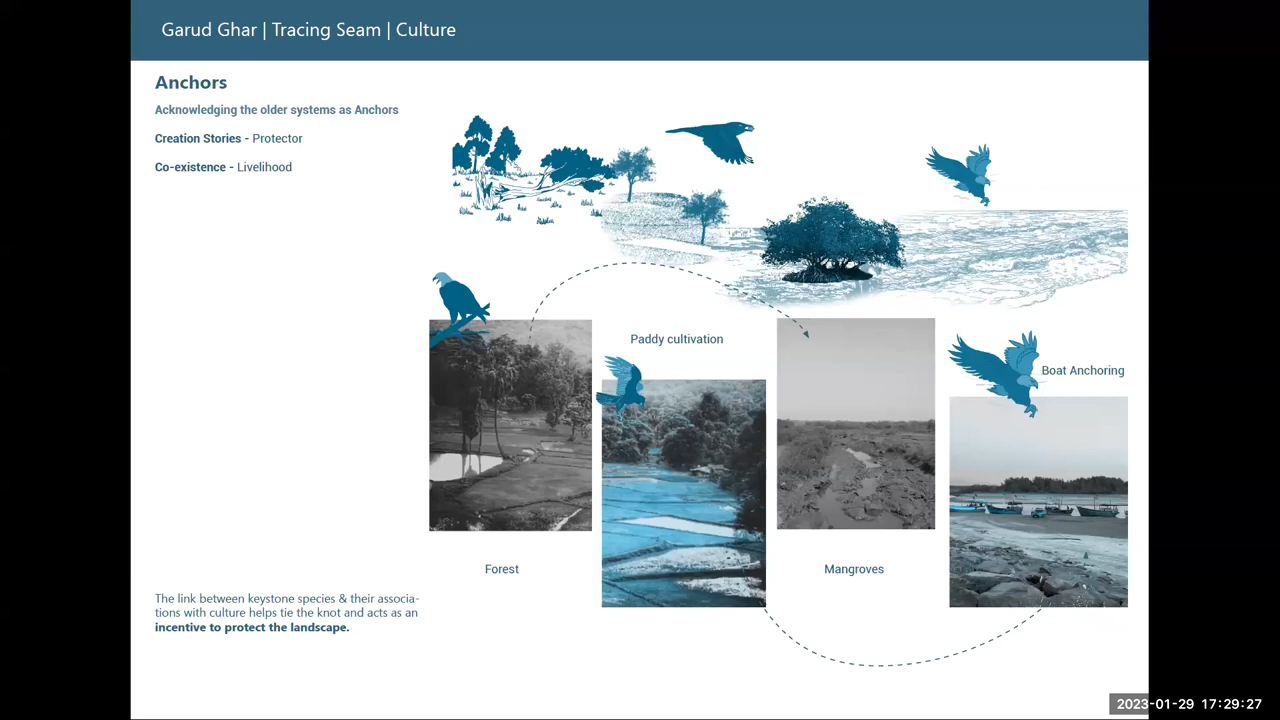 Garud Ghar | Tracing Seam | Culture
Anchors
Acknowledging the older systems as Anchors
Creation Stories - Protector
Co-existence - Livelihood
Paddy cultivation
Boat Anchoring
Forest
Mangroves
The link between keystone species & their associa-
tions with culture helps tie the knot and acts as an
incentive to protect the landscape.
2023-01-29 17:29:27